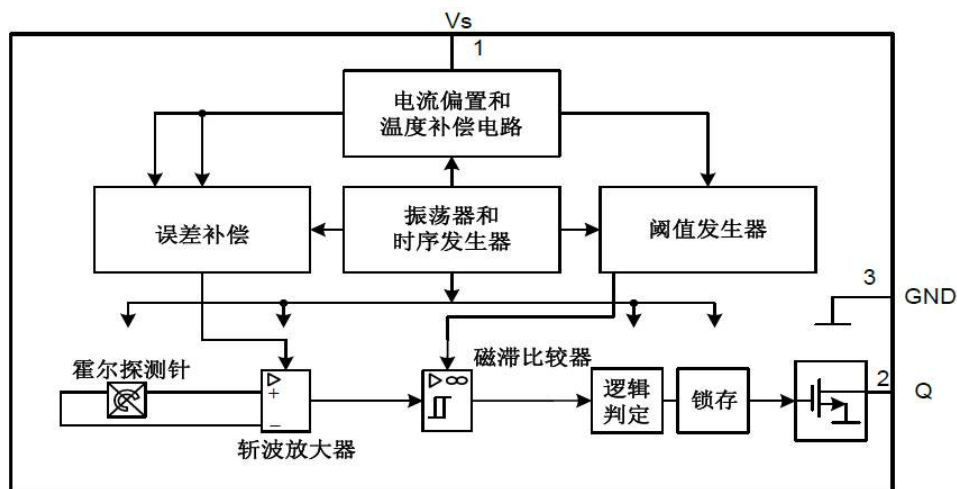 Vs
1
电流偏置和
温度补偿电路
误差补偿
振荡器和
时序发生器
阈值发生器
3
GND
霍尔探测针
+
−
斩波放大器
磁滞比较器
∞
逻辑
判定
锁存
2
Q